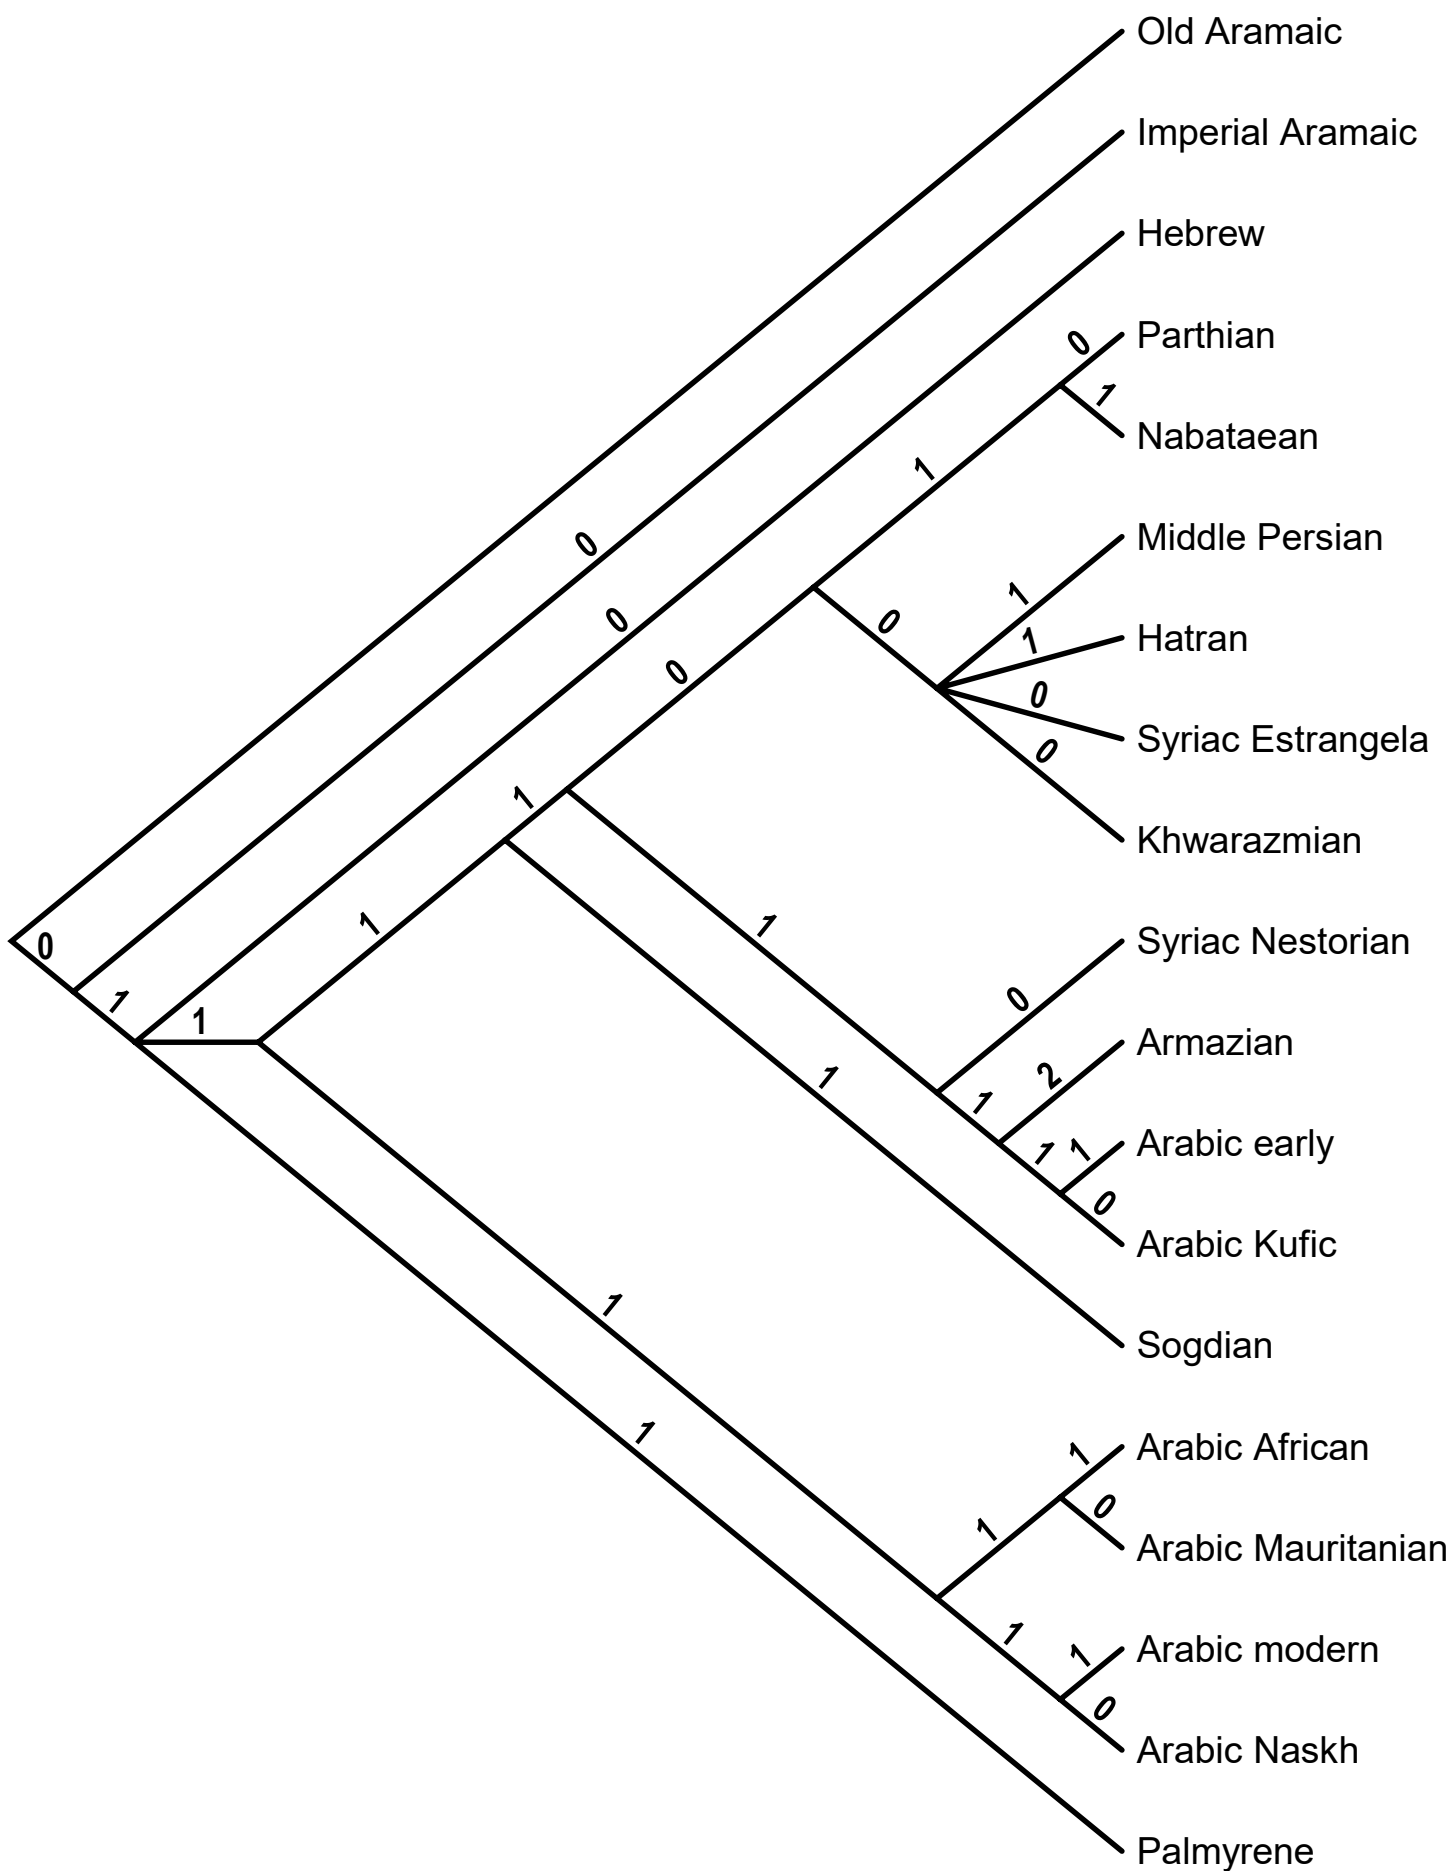 Old Aramaic
Imperial Aramaic
Hebrew
0 Parthian
1 Nabataean
1
1 Middle Persian
0
0
1 Hatran
0
0
0 Syriac Estrangela
0 Khwarazmian
1
1
1
0 Syriac Nestorian
0
1
1
2 Armazian
1
1
1 1 Arabic early
0 Arabic Kufic
1
Sogdian
1
1 Arabic African
0 Arabic Mauritanian
1
1
1 Arabic modern
0 Arabic Naskh
Palmyrene